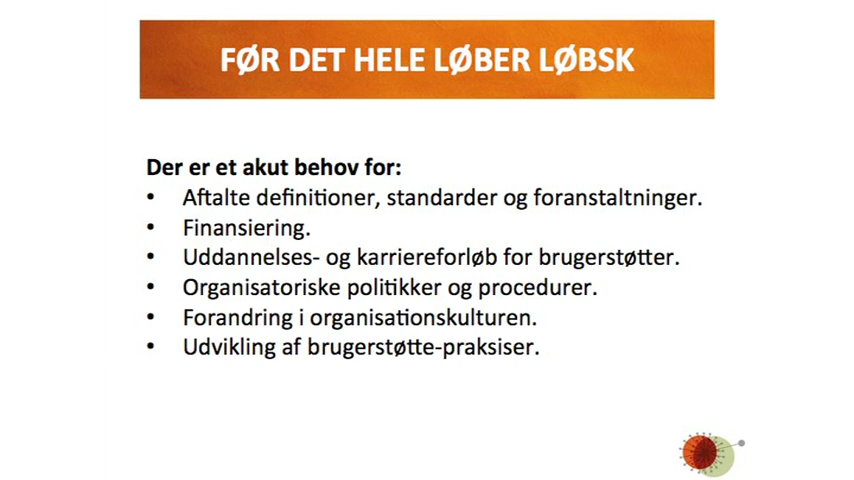 FØR DET HELE LØBER LØBSK
Der er et akut behov for:
• Aftalte definitioner, standarder og foranstaltninger.
• Finansiering.
• Uddannelses- og karriereforløb for brugerstøtter.
• Organisatoriske politikker og procedurer.
• Forandring i organisationskulturen.
• Udvikling af brugerstøtte-praksiser.